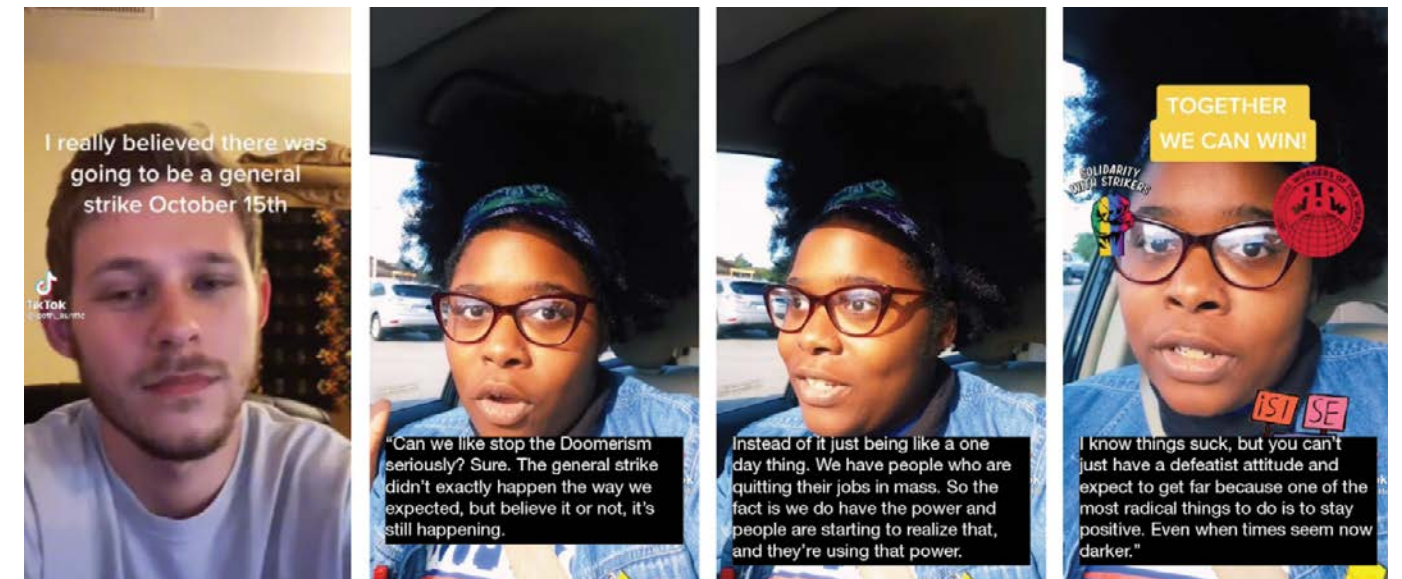 I really believed there was
going to be a general
strike October 15th
TikTok
"Can we like stop the Doomerism
seriously? Sure. The general strike
didn't exactly happen the way we
expected, but believe it or not, it's
still happening.
Instead of it just being like a one
day thing. We have people who are
quitting their jobs in mass. So the
fact is we do have the power and
people are starting to realize that,
and they're using that power.
TOGETHER
WE CAN WIN!
SOLIDARITY
WITH STRIKERS
WORKERS OF THE WORLD
I W W
¡SI SE
I know things suck, but you can't
just have a defeatist attitude and
expect to get far because one of the
most radical things to do is to stay
positive. Even when times seem now
darker."